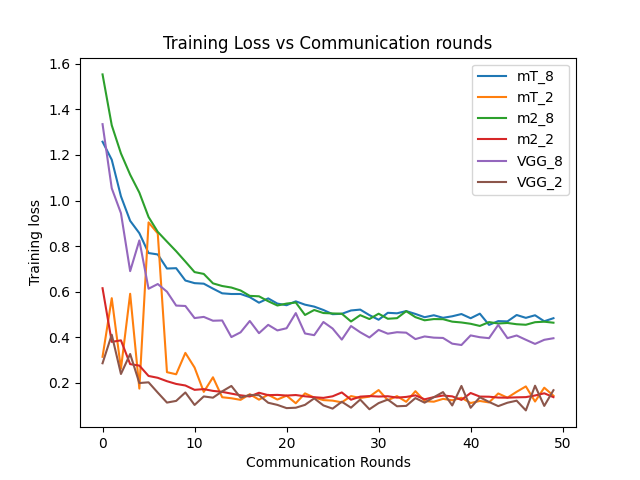 Training Loss vs Communication rounds
1.6
1.4
1.2
1.0
0.8
0.6
0.4
0.2
Training loss
mT_8
mT_2
m2_8
m2_2
VGG_8
VGG_2
0 10 20 30 40 50
Communication Rounds